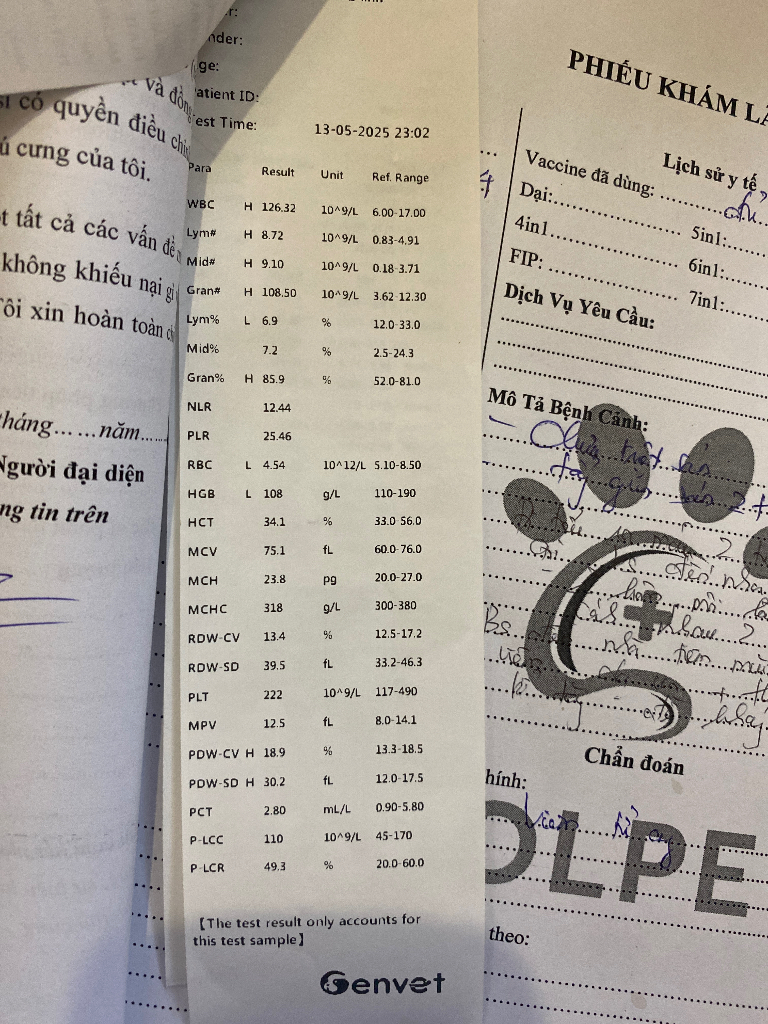 và đồng
có quyền điều
cưng của tôi.
tất cả các vấn đề
không khiếu nại gì
ôi xin hoàn toàn
tháng……năm……
Người đại diện
ng tin trên
r:
nder:
ge:
atient ID:
est Time: 13-05-2025 23:02
Para Result Unit Ref. Range
WBC H 126.32 10^9/L 6.00-17.00
Lym# H 8.72 10^9/L 0.83-4.91
Mid# H 9.10 10^9/L 0.18-3.71
Gran# H 108.50 10^9/L 3.62-12.30
Lym% L 6.9 % 12.0-33.0
Mid% 7.2 % 2.5-24.3
Gran% H 85.9 % 52.0-81.0
NLR 12.44
PLR 25.46
RBC L 4.54 10^12/L 5.10-8.50
HGB L 108 g/L 110-190
HCT 34.1 % 33.0-56.0
MCV 75.1 fL 60.0-76.0
MCH 23.8 pg 20.0-27.0
MCHC 318 g/L 300-380
RDW-CV 13.4 % 12.5-17.2
RDW-SD 39.5 fL 33.2-46.3
PLT 222 10^9/L 117-490
MPV 12.5 fL 8.0-14.1
PDW-CV H 18.9 % 13.3-18.5
PDW-SD H 30.2 fL 12.0-17.5
PCT 2.80 mL/L 0.90-5.80
P-LCC 110 10^9/L 45-170
P-LCR 49.3 % 20.0-60.0
【The test result only accounts for
this test sample】
Genvet
PHIẾU KHÁM L
Lịch sử y tế
Vaccine đã dùng:
Dại: 5in1:
4in1 6in1:
FIP: 7in1:
Dịch Vụ Yêu Cầu:
Mô Tả Bệnh Cảnh:
Chẩn đoán
hính:
OLPE
theo: